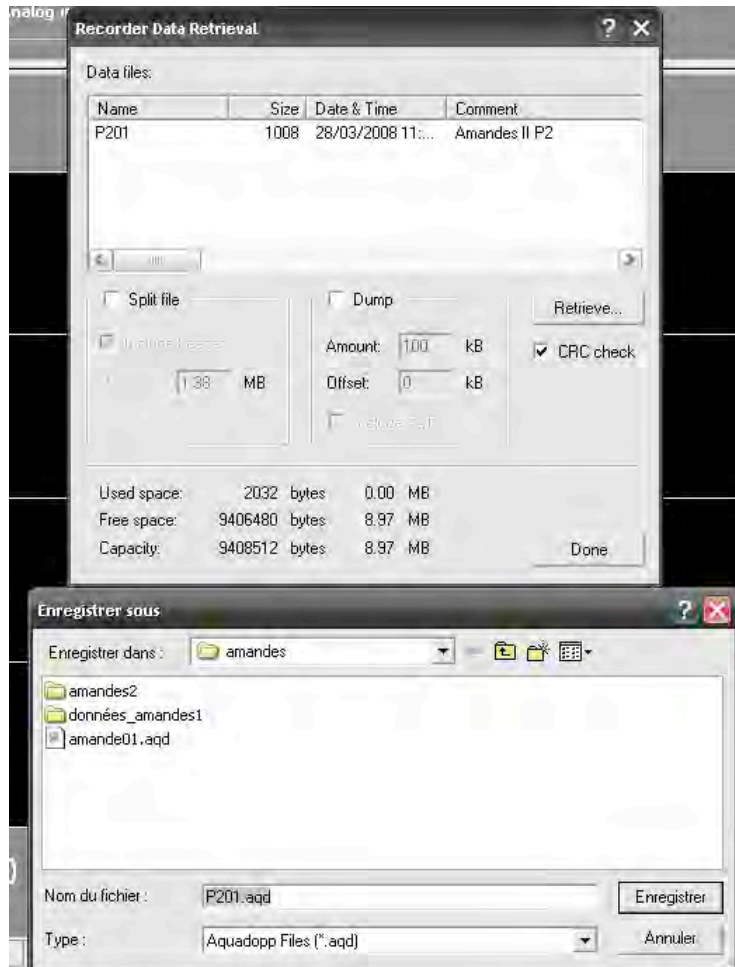 Recorder Data Retrieval
Data files:
Name Size Date & Time Comment
P201 1008 28/03/2008 11:... Amandes II P2
Split file
Dump
Retrieve...
Amount: 100 kB
CRC check
1.38 MB
Offset: 0 kB
Used space: 2032 bytes 0.00 MB
Free space: 9406480 bytes 8.97 MB
Capacity: 9408512 bytes 8.97 MB
Done
Enregistrer sous
Enregistrer dans : amandes
amandes2
données_amandes1
amande01.aqd
Nom du fichier : P201.aqd
Enregistrer
Type : Aquadopp Files (*.aqd)
Annuler